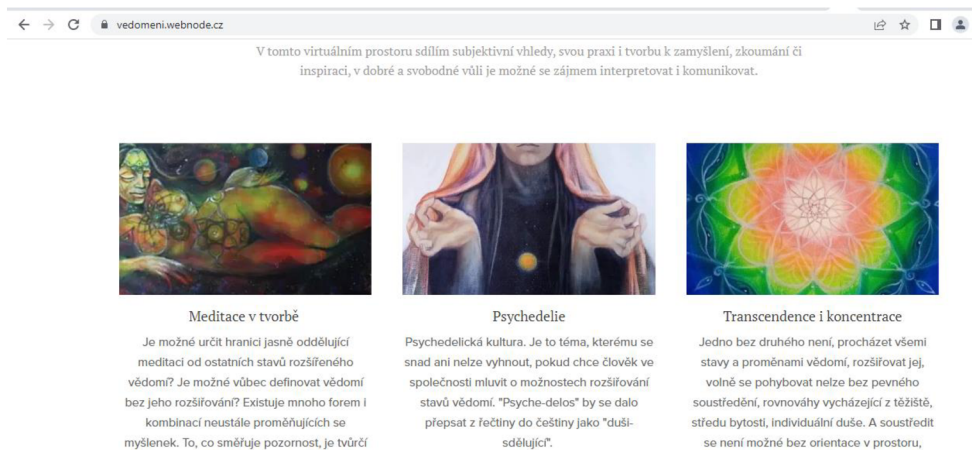 vedomeni.webnode.cz
V tomto virtuálním prostoru sdílím subjektivní vhledy, svou praxi i tvorbu k zamyšlení, zkoumání či
inspiraci, v dobré a svobodné vůli je možné se zájmem interpretovat i komunikovat.
Meditace v tvorbě
Je možné určit hranici jasně oddělující
meditaci od ostatních stavů rozšířeného
vědomí? Je možné vůbec definovat vědomí
bez jeho rozšiřování? Existuje mnoho forem i
kombinací neustále proměňujících se
myšlenek. To, co směřuje pozornost, je tvůrčí
Psychedelie
Psychedelická kultura. Je to téma, kterému se
snad ani nelze vyhnout, pokud chce člověk ve
společnosti mluvit o možnostech rozšiřování
stavů vědomí. "Psyche-delos" by se dalo
přepsat z řečtiny do češtiny jako "duši-
sdělující".
Transcendence i koncentrace
Jedno bez druhého není, procházet všemi
stavy a proměnami vědomí, rozšiřovat jej,
volně se pohybovat nelze bez pevného
soustředění, rovnováhy vycházející z těžiště,
středu bytosti, individuální duše. A soustředit
se není možné bez orientace v prostoru,